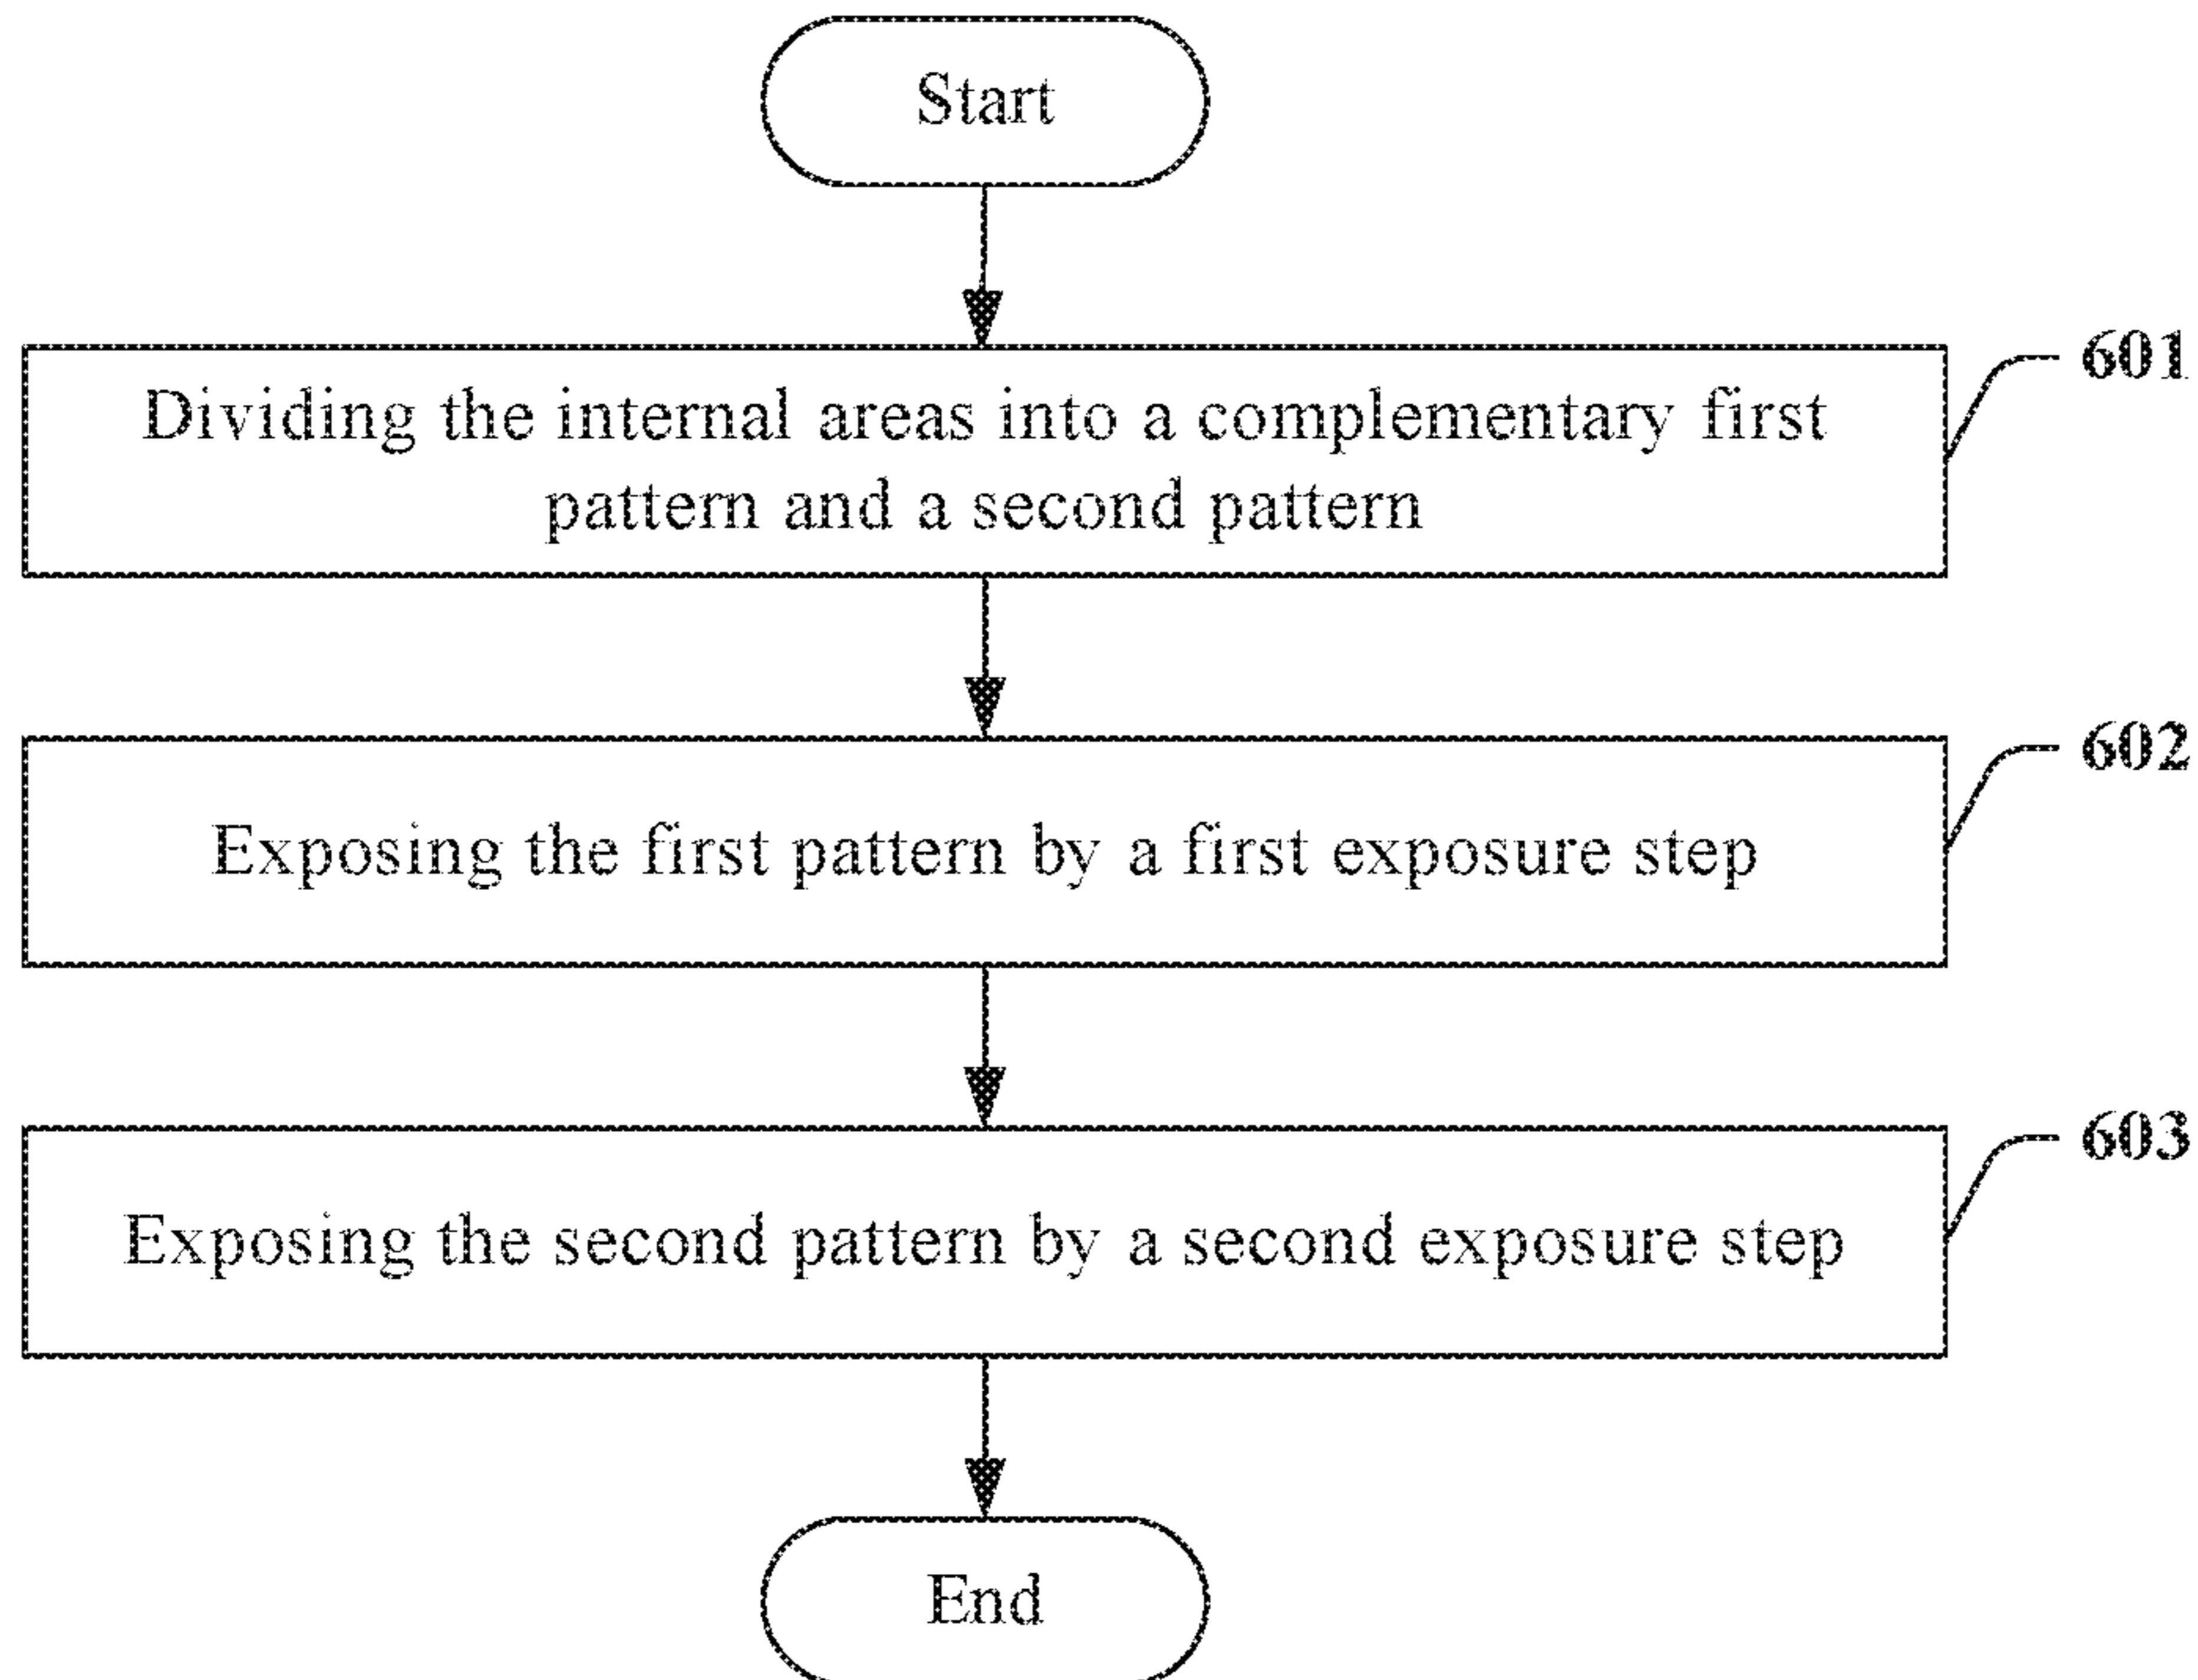 Start
601
Dividing the internal areas into a complementary first
pattern and a second pattern
602
Exposing the first pattern by a first exposure step
603
Exposing the second pattern by a second exposure step
End